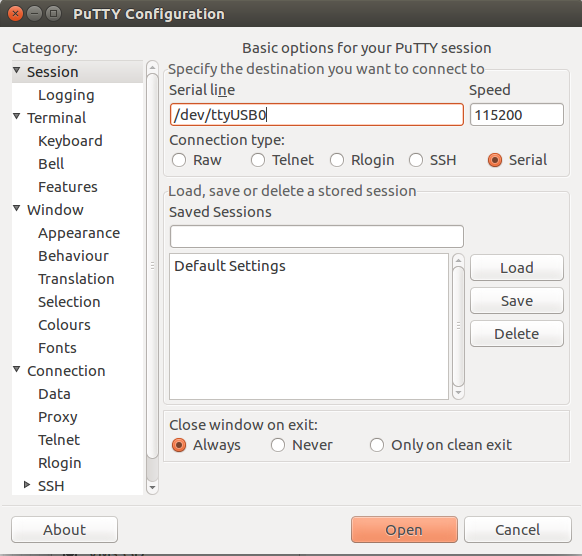 PuTTY Configuration
Category:
Session
Logging
Terminal
Keyboard
Bell
Features
Window
Appearance
Behaviour
Translation
Selection
Colours
Fonts
Connection
Data
Proxy
Telnet
Rlogin
SSH
Basic options for your PuTTY session
Specify the destination you want to connect to
Serial line Speed
/dev/ttyUSB0 115200
Connection type:
Raw Telnet Rlogin SSH Serial
Load, save or delete a stored session
Saved Sessions
Default Settings
Load
Save
Delete
Close window on exit:
Always Never Only on clean exit
About Open Cancel